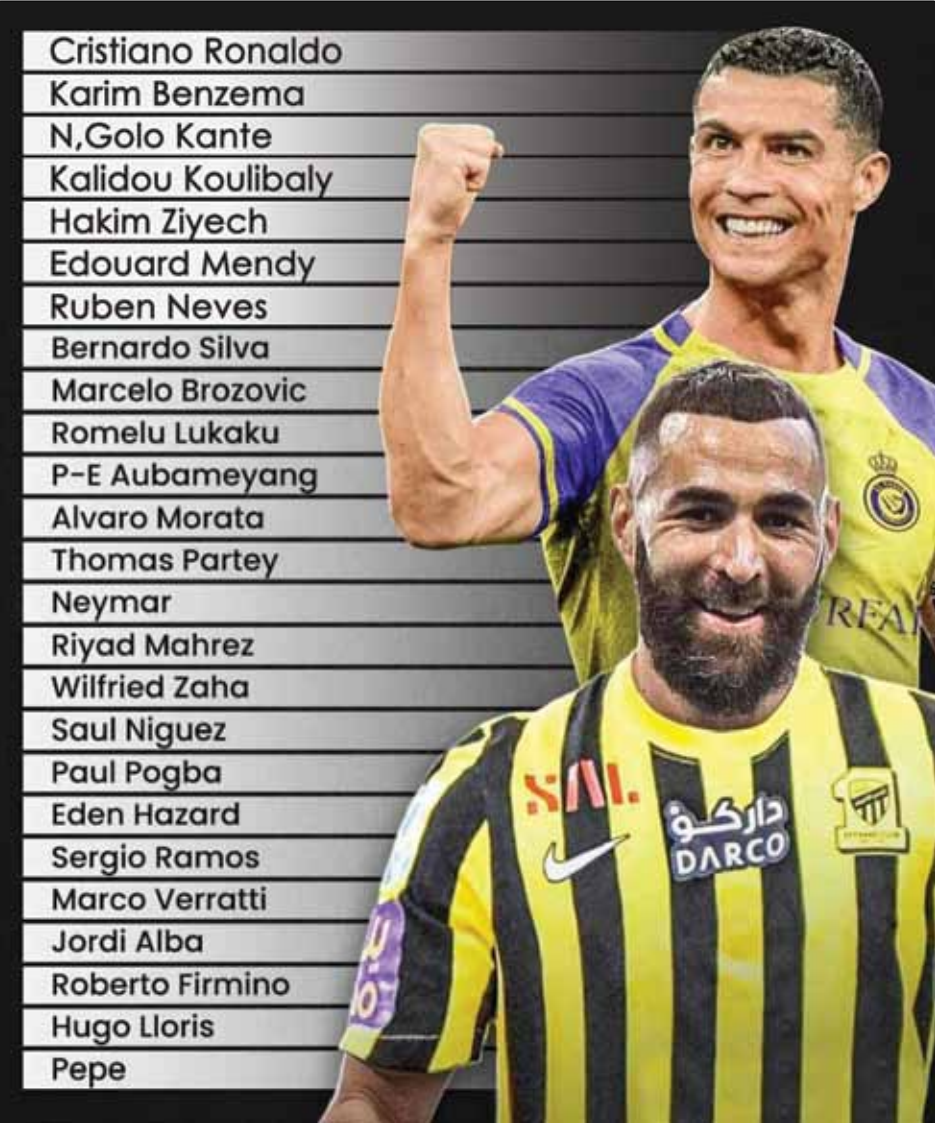 Cristiano Ronaldo
Karim Benzema
N,Golo Kante
Kalidou Koulibaly
Hakim Ziyech
Edouard Mendy
Ruben Neves
Bernardo Silva
Marcelo Brozovic
Romelu Lukaku
P-E Aubameyang
Alvaro Morata
Thomas Partey
Neymar
Riyad Mahrez
Wilfried Zaha
Saul Niguez
Paul Pogba
Eden Hazard
Sergio Ramos
Marco Verratti
Jordi Alba
Roberto Firmino
Hugo Lloris
Pepe
داركو
DARCO